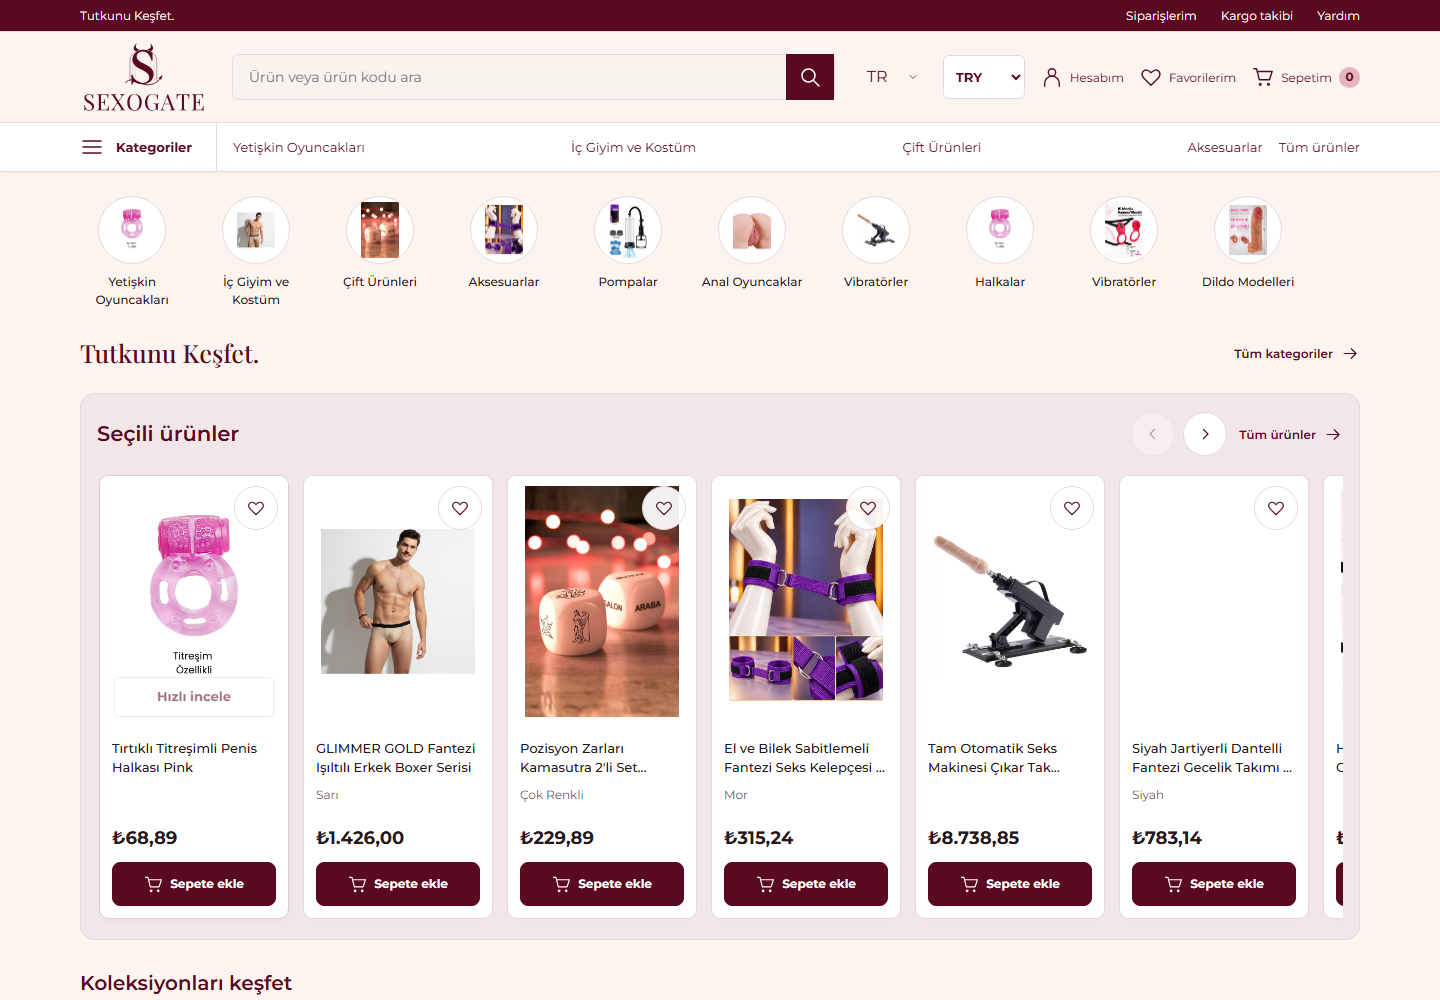 Tutkunu Keşfet.
Siparişlerim
Kargo takibi
Yardım
SEXOGATE
Ürün veya ürün kodu ara
TR
TRY
Hesabım
Favorilerim
Sepetim 0
Kategoriler
Yetişkin Oyuncakları
İç Giyim ve Kostüm
Çift Ürünleri
Aksesuarlar
Tüm ürünler
Yetişkin
Oyuncakları
İç Giyim ve
Kostüm
Çift Ürünleri
Aksesuarlar
Pompalar
Anal Oyuncaklar
Vibratörler
Halkalar
Vibratörler
Dildo Modelleri
Tutkunu Keşfet.
Tüm kategoriler
Seçili ürünler
Tüm ürünler
Titreşim
Özellikli
Hızlı incele
SALON
ARABA
Tırtıklı Titreşimli Penis
Halkası Pink
₺68,89
Sepete ekle
GLIMMER GOLD Fantezi
Işıltılı Erkek Boxer Serisi
Sarı
₺1.426,00
Sepete ekle
Pozisyon Zarları
Kamasutra 2'li Set...
Çok Renkli
₺229,89
Sepete ekle
El ve Bilek Sabitlemeli
Fantezi Seks Kelepçesi ...
Mor
₺315,24
Sepete ekle
Tam Otomatik Seks
Makinesi Çıkar Tak...
₺8.738,85
Sepete ekle
Siyah Jartiyerli Dantelli
Fantezi Gecelik Takımı ...
Siyah
₺783,14
Sepete ekle
Koleksiyonları keşfet